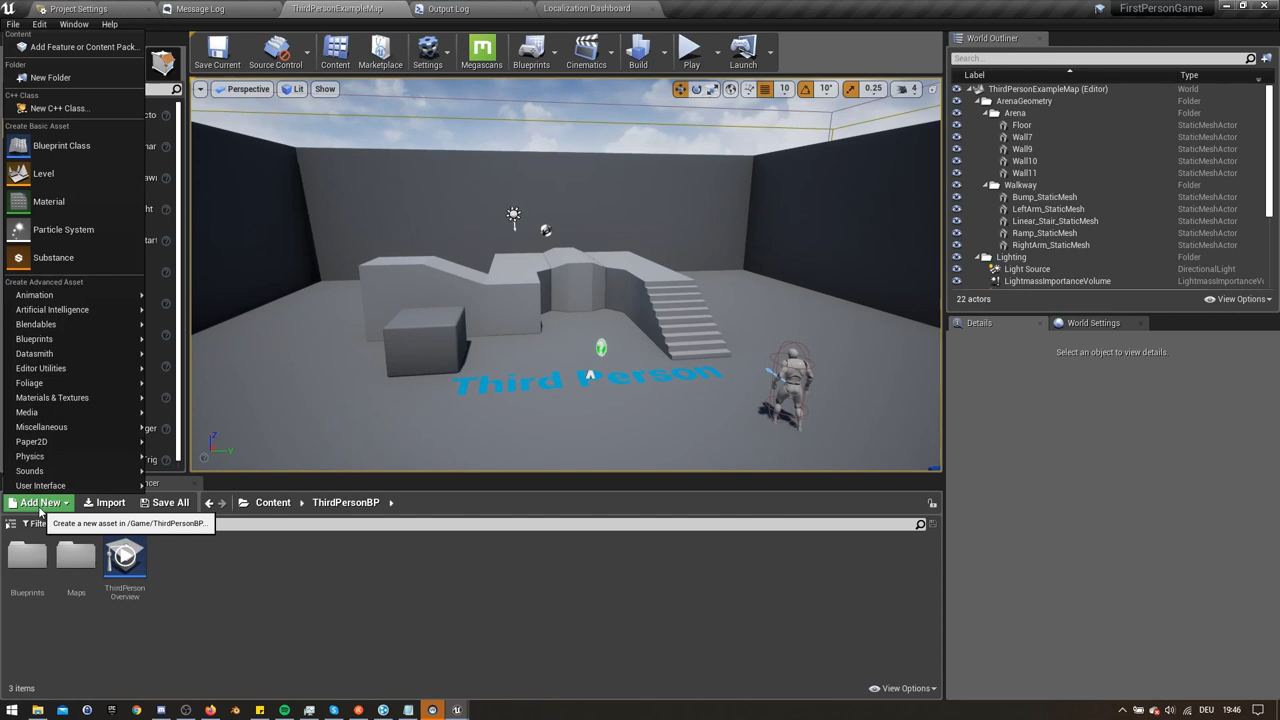 Project Settings
Message Log
ThirdPersonExampleMap
Output Log
Localization Dashboard
FirstPersonGame
File
Edit
Window
Help
Content
Add Feature or Content Pack...
Folder
New Folder
C++ Class
New C++ Class...
Create Basic Asset
Blueprint Class
Level
Material
Particle System
Substance
Create Advanced Asset
Animation
Artificial Intelligence
Blendables
Blueprints
Datasmith
Editor Utilities
Foliage
Materials & Textures
Media
Miscellaneous
Paper2D
Physics
Sounds
User Interface
Save Current
Source Control
Content
Marketplace
Settings
Megascans
Blueprints
Cinematics
Build
Play
Launch
Perspective
Lit
Show
10
10°
0.25
4
Third Person
Z
Y
World Outliner
Search...
Label
Type
ThirdPersonExampleMap (Editor)
World
ArenaGeometry
Folder
Arena
Folder
Floor
StaticMeshActor
Wall7
StaticMeshActor
Wall9
StaticMeshActor
Wall10
StaticMeshActor
Wall11
StaticMeshActor
Walkway
Folder
Bump_StaticMesh
StaticMeshActor
LeftArm_StaticMesh
StaticMeshActor
Linear_Stair_StaticMesh
StaticMeshActor
Ramp_StaticMesh
StaticMeshActor
RightArm_StaticMesh
StaticMeshActor
Lighting
Folder
Light Source
DirectionalLight
LightmassImportanceVolume
LightmassImportanceVo
22 actors
View Options
Details
World Settings
Select an object to view details.
Add New
Import
Save All
Content
ThirdPersonBP
Filte
Create a new asset in /Game/ThirdPersonBP...
Blueprints
Maps
ThirdPerson
Overview
3 items
View Options
DEU
19:46